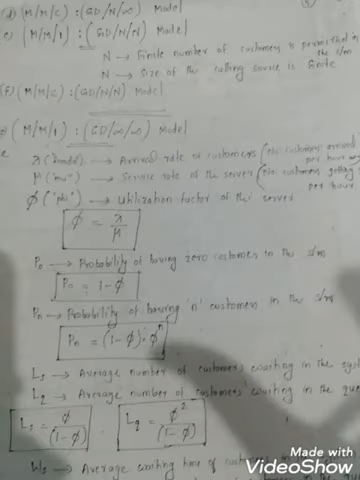 (M/M/C) : (GD/N/∞) Model
e) (M/M/1) : (GD/N/N) Model
N → Finite number of customers is permitted in the s/m
N → Size of the calling source is finite
(F) (M/M/C) : (GD/N/N) Model
(M/M/1) : (GD/∞/∞) Model
λ → Arrival rate of customers (no. customers arrived per hour
μ ("mu") → Service rate of the server (no. customers getting per hour
φ ("phi") → Utilization factor of the server
φ = λ/μ
P₀ → Probability of having zero customer in the s/m
P₀ = 1-φ
Pn → Probability of having 'n' customer in the s/m
Pn = (1-φ)·φⁿ
Ls → Average number of customers waiting in the
Lq → Average number of customers waiting in the
Ls = φ/(1-φ) , Lq = φ²/(1-φ)
Ws → Average waiting time of customers in
Made with
VideoShow